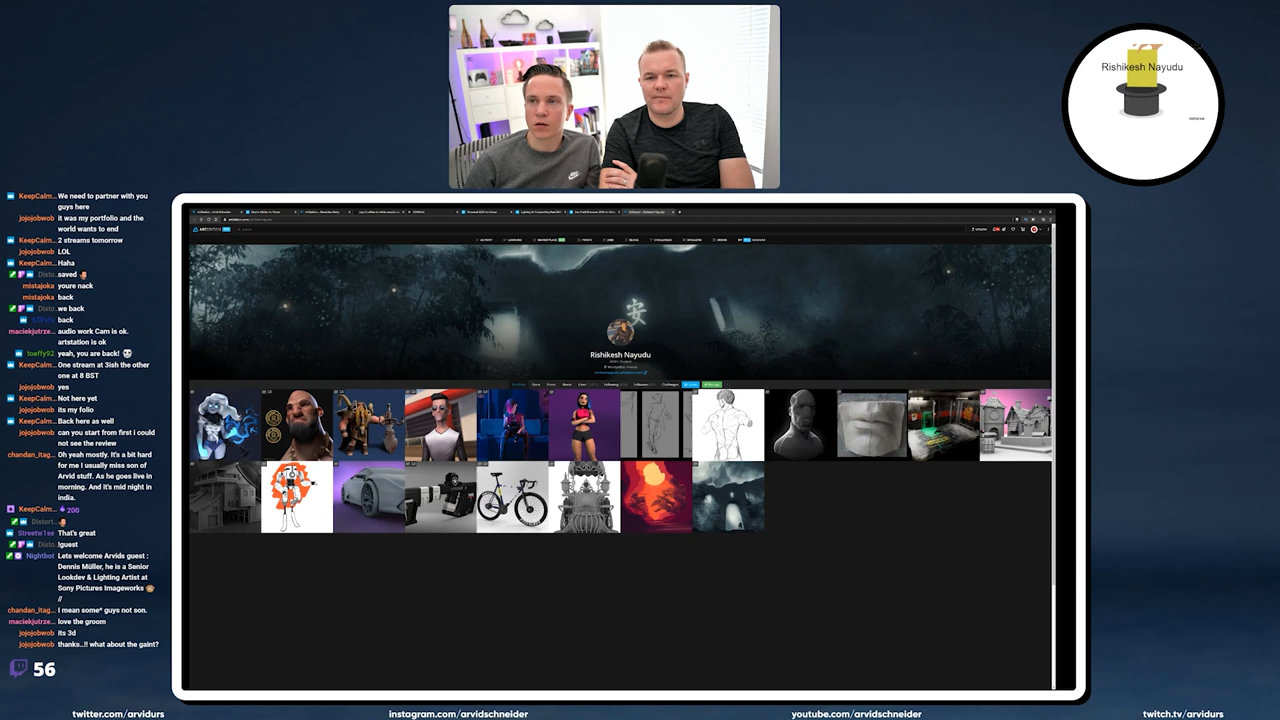 KeepCalm... We need to partner with you
guys here
jojojobwob it was my portfolio and the
world wants to end
KeepCalm... 2 streams tomorrow
jojojobwob LOL
KeepCalm... Haha
Disto.. saved
mistajoka youre nack
mistajoka back
Disto.. we back
back
maciekjutrze... audio work Cam is ok.
artstation is ok
toeffy92 yeah, you are back!
KeepCalm... One stream at 3ish the other
one at 8 BST
jojojobwob yes
KeepCalm... Not here yet
jojojobwob its my folio
KeepCalm... Back here as well
jojojobwob can you start from first i could
not see the review
chandan_itag... Oh yeah mostly. It's a bit hard
for me I usually miss son of
Arvid stuff. As he goes live in
morning. And it's mid night in
india.
KeepCalm... 200
Distort..
Streetw1se That's great
Disto.. !guest
Nightbot Lets welcome Arvids guest :
Dennis Müller, he is a Senior
Lookdev & Lighting Artist at
Sony Pictures Imageworks
//
chandan_itag... I mean some* guys not son.
maciekjutrze... love the groom
jojojobwob its 3d
jojojobwob thanks..!! what about the gaint?
56
Rishikesh Nayudu
remove
ARTSTATION
Rishikesh Nayudu
安
twitter.com/arvidurs
instagram.com/arvidschneider
youtube.com/arvidschneider
twitch.tv/arvidurs